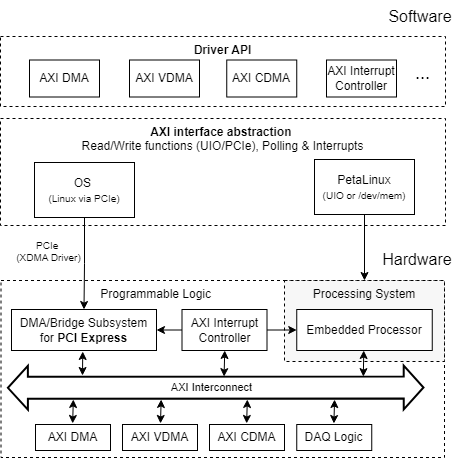 Software
Driver API
AXI DMA
AXI VDMA
AXI CDMA
AXI Interrupt
Controller
...
AXI interface abstraction
Read/Write functions (UIO/PCIe), Polling & Interrupts
OS
(Linux via PCIe)
PetaLinux
(UIO or /dev/mem)
PCIe
(XDMA Driver)
Hardware
Programmable Logic
Processing System
DMA/Bridge Subsystem
for PCI Express
AXI Interrupt
Controller
Embedded Processor
AXI Interconnect
AXI DMA
AXI VDMA
AXI CDMA
DAQ Logic